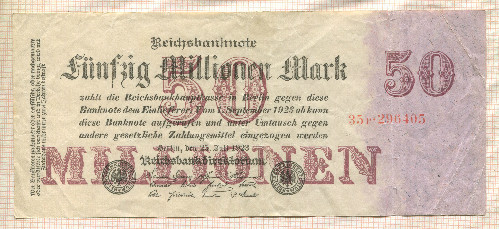 Reichsbanknote
Fünfzig Millionen Mark
50
50
zahlt die Reichsbankhauptkasse in Berlin gegen diese
Banknote dem Einlieferer. Vom 1. September 1923 ab kann
diese Banknote aufgerufen und unter Umtausch gegen
andere gesetzliche Zahlungsmittel eingezogen werden
35r·296405
Berlin, den 25. Juli 1923
Reichsbankdirektorium
MILLIONEN